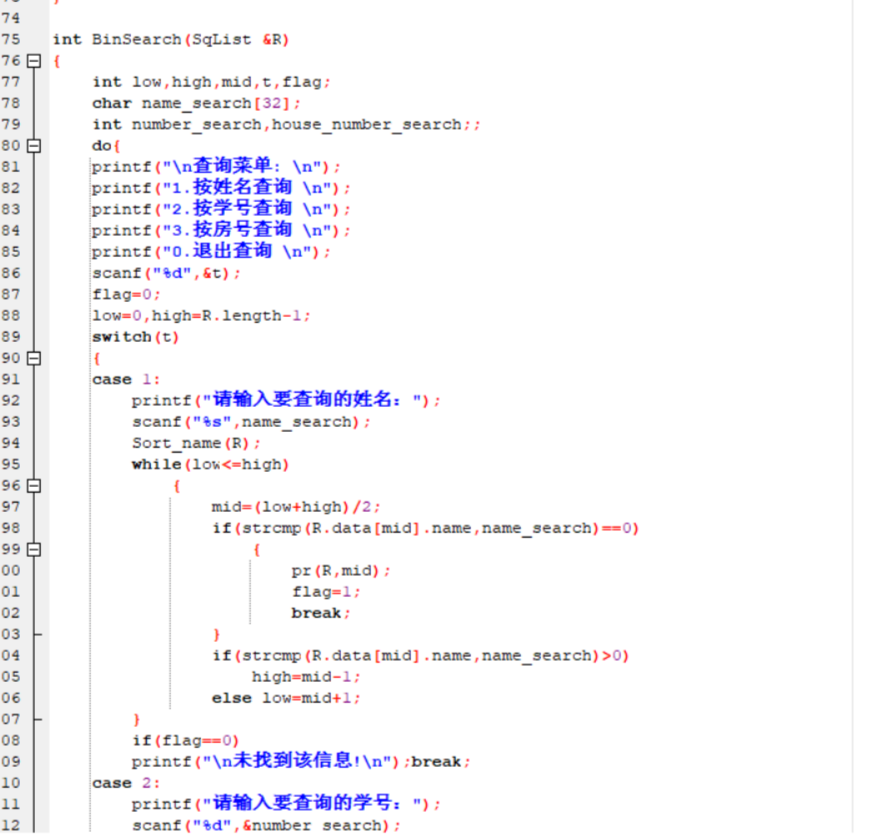 74
75 int BinSearch(SqList &R)
76 {
77 int low,high,mid,t,flag;
78 char name_search[32];
79 int number_search,house_number_search;;
80 do{
81 printf("\n查询菜单: \n");
82 printf("1.按姓名查询 \n");
83 printf("2.按学号查询 \n");
84 printf("3.按房号查询 \n");
85 printf("0.退出查询 \n");
86 scanf("%d",&t);
87 flag=0;
88 low=0,high=R.length-1;
89 switch(t)
90 {
91 case 1:
92 printf("请输入要查询的姓名: ");
93 scanf("%s",name_search);
94 Sort_name(R);
95 while(low<=high)
96 {
97 mid=(low+high)/2;
98 if(strcmp(R.data[mid].name,name_search)==0)
99 {
00 pr(R,mid);
01 flag=1;
02 break;
03 }
04 if(strcmp(R.data[mid].name,name_search)>0)
05 high=mid-1;
06 else low=mid+1;
07 }
08 if(flag==0)
09 printf("\n未找到该信息!\n");break;
10 case 2:
11 printf("请输入要查询的学号: ");
12 scanf("%d",&number_search);